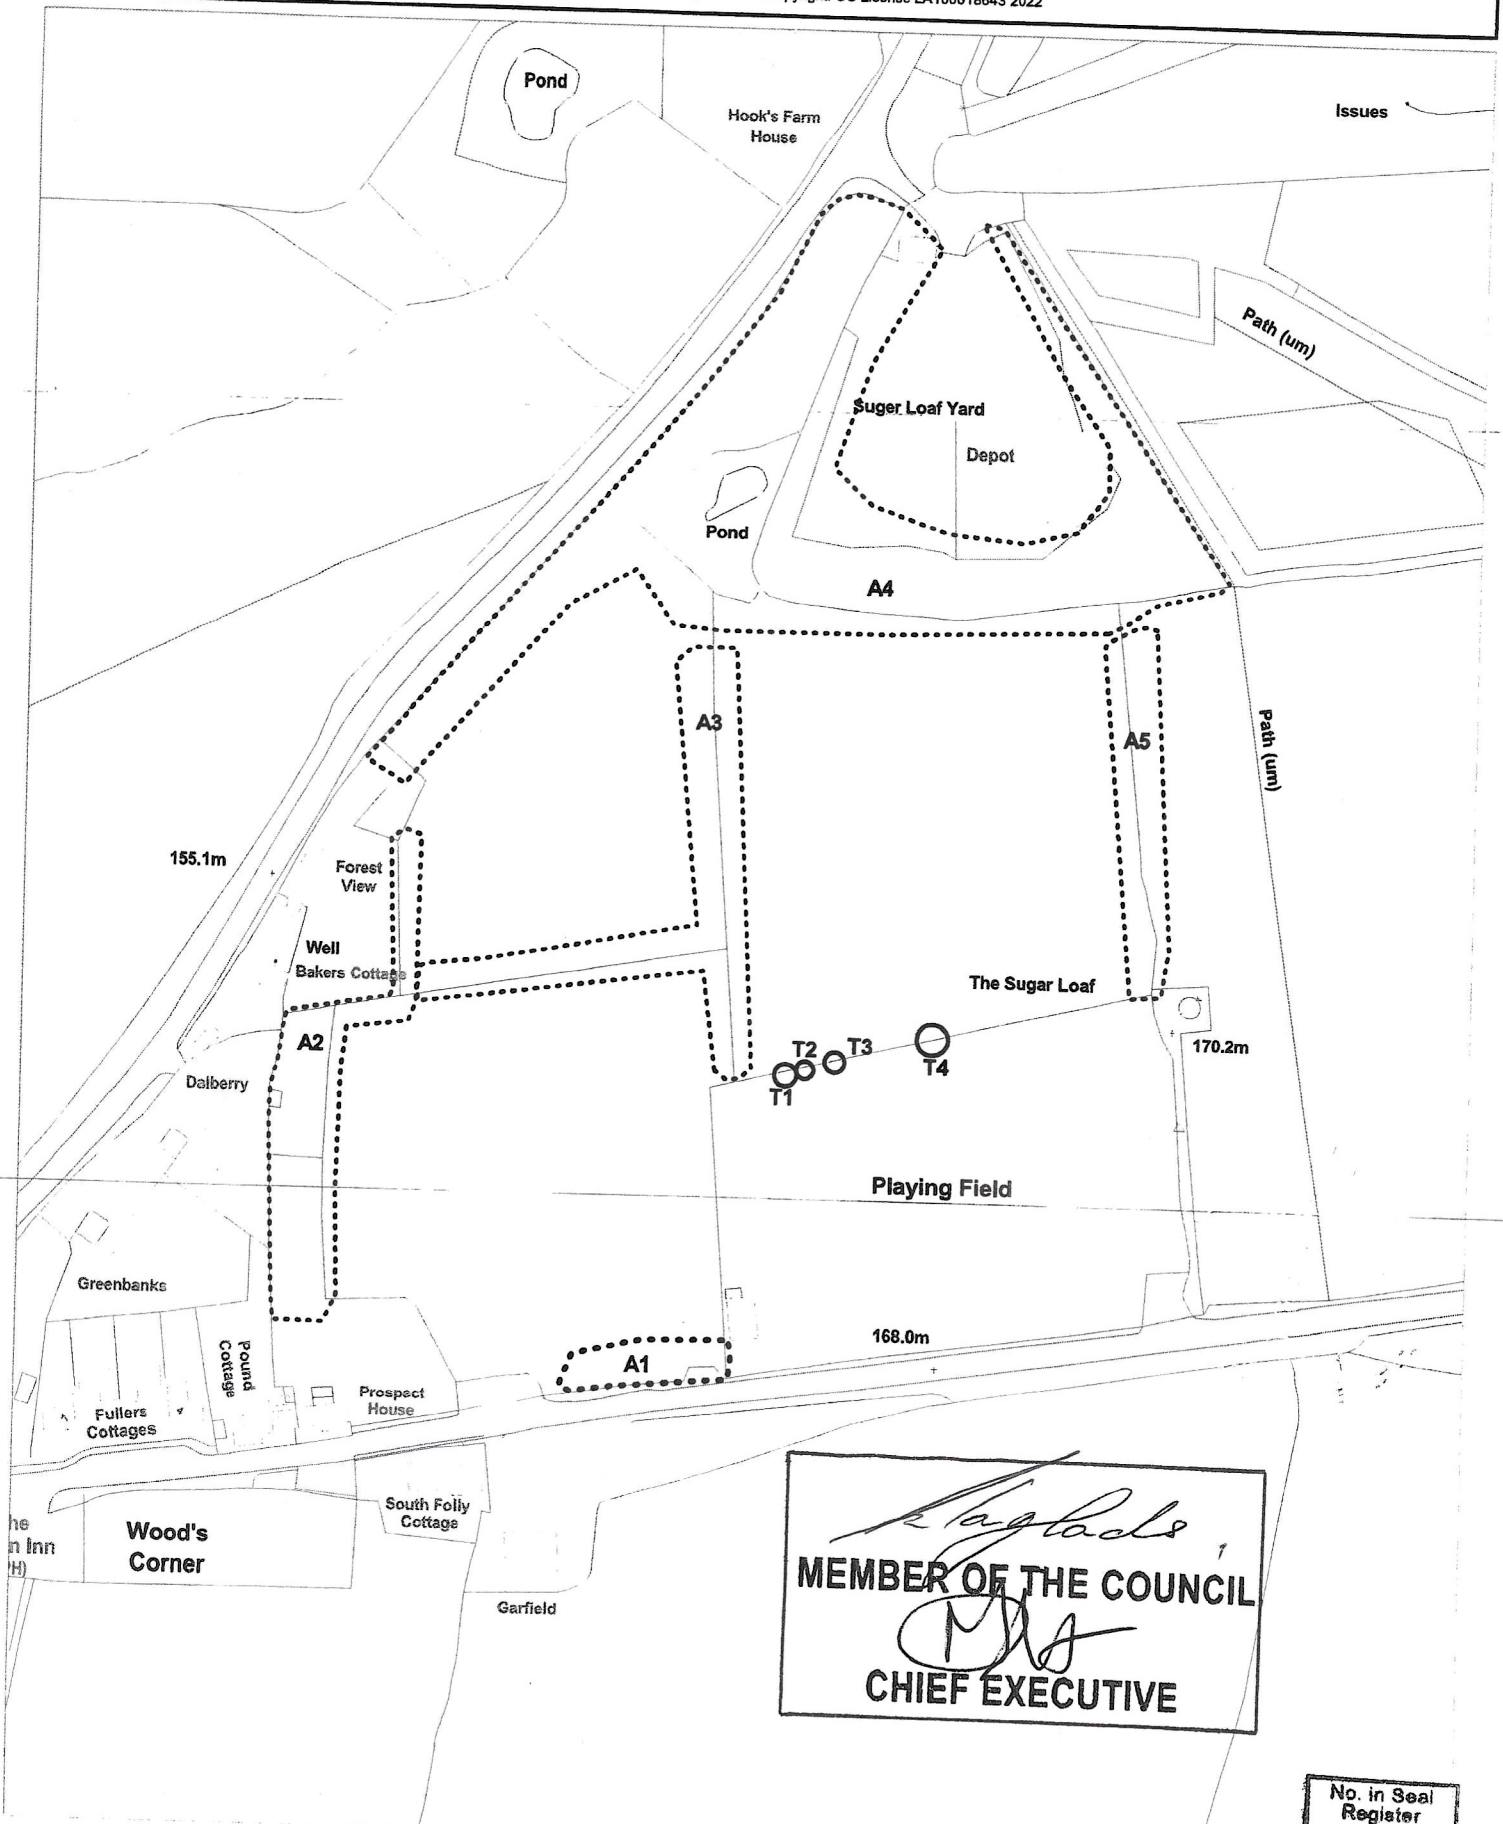 Pond
Hook's Farm
House
Issues
Path (um)
Suger Loaf Yard
Depot
Pond
A4
A3
A5
Path (um)
155.1m
Forest
View
Well
Bakers Cottage
The Sugar Loaf
A2
T2
T3
T4
T1
170.2m
Dalberry
Playing Field
Greenbanks
168.0m
A1
Pound
Cottage
Prospect
House
Fullers
Cottages
South Folly
Cottage
Wood's
Corner
Inn
Garfield
MEMBER OF THE COUNCIL
CHIEF EXECUTIVE
No. in Seal
Register